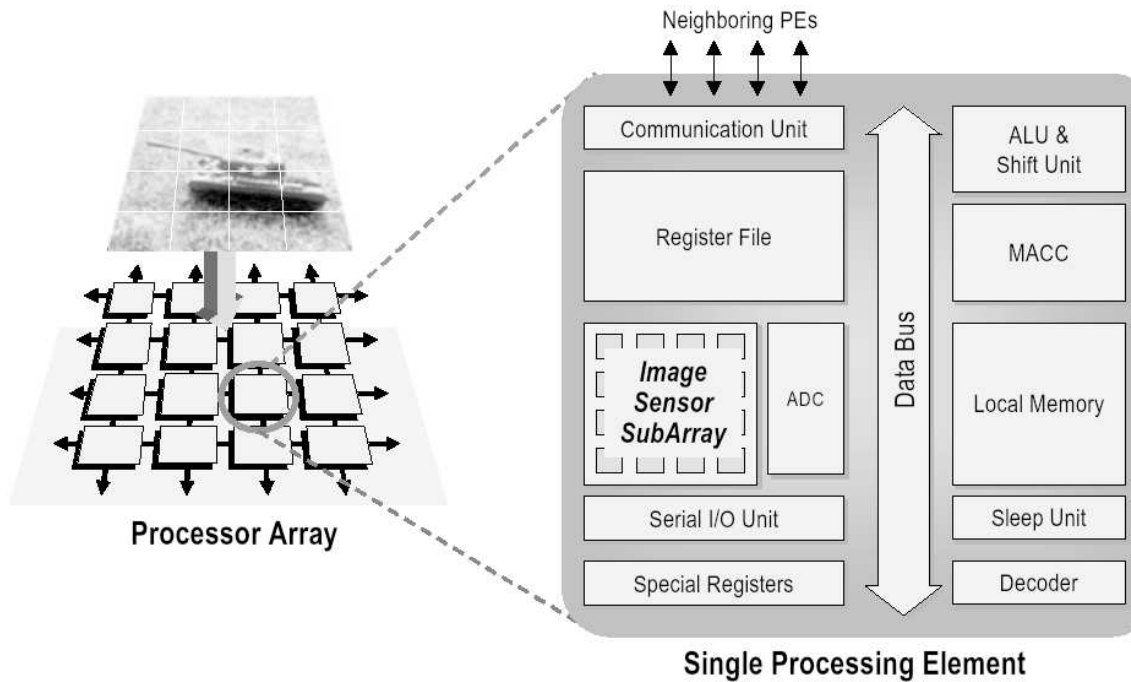 Neighboring PEs
Communication Unit
Register File
Image
Sensor
SubArray
ADC
Serial I/O Unit
Special Registers
Data Bus
ALU &
Shift Unit
MACC
Local Memory
Sleep Unit
Decoder
Processor Array
Single Processing Element